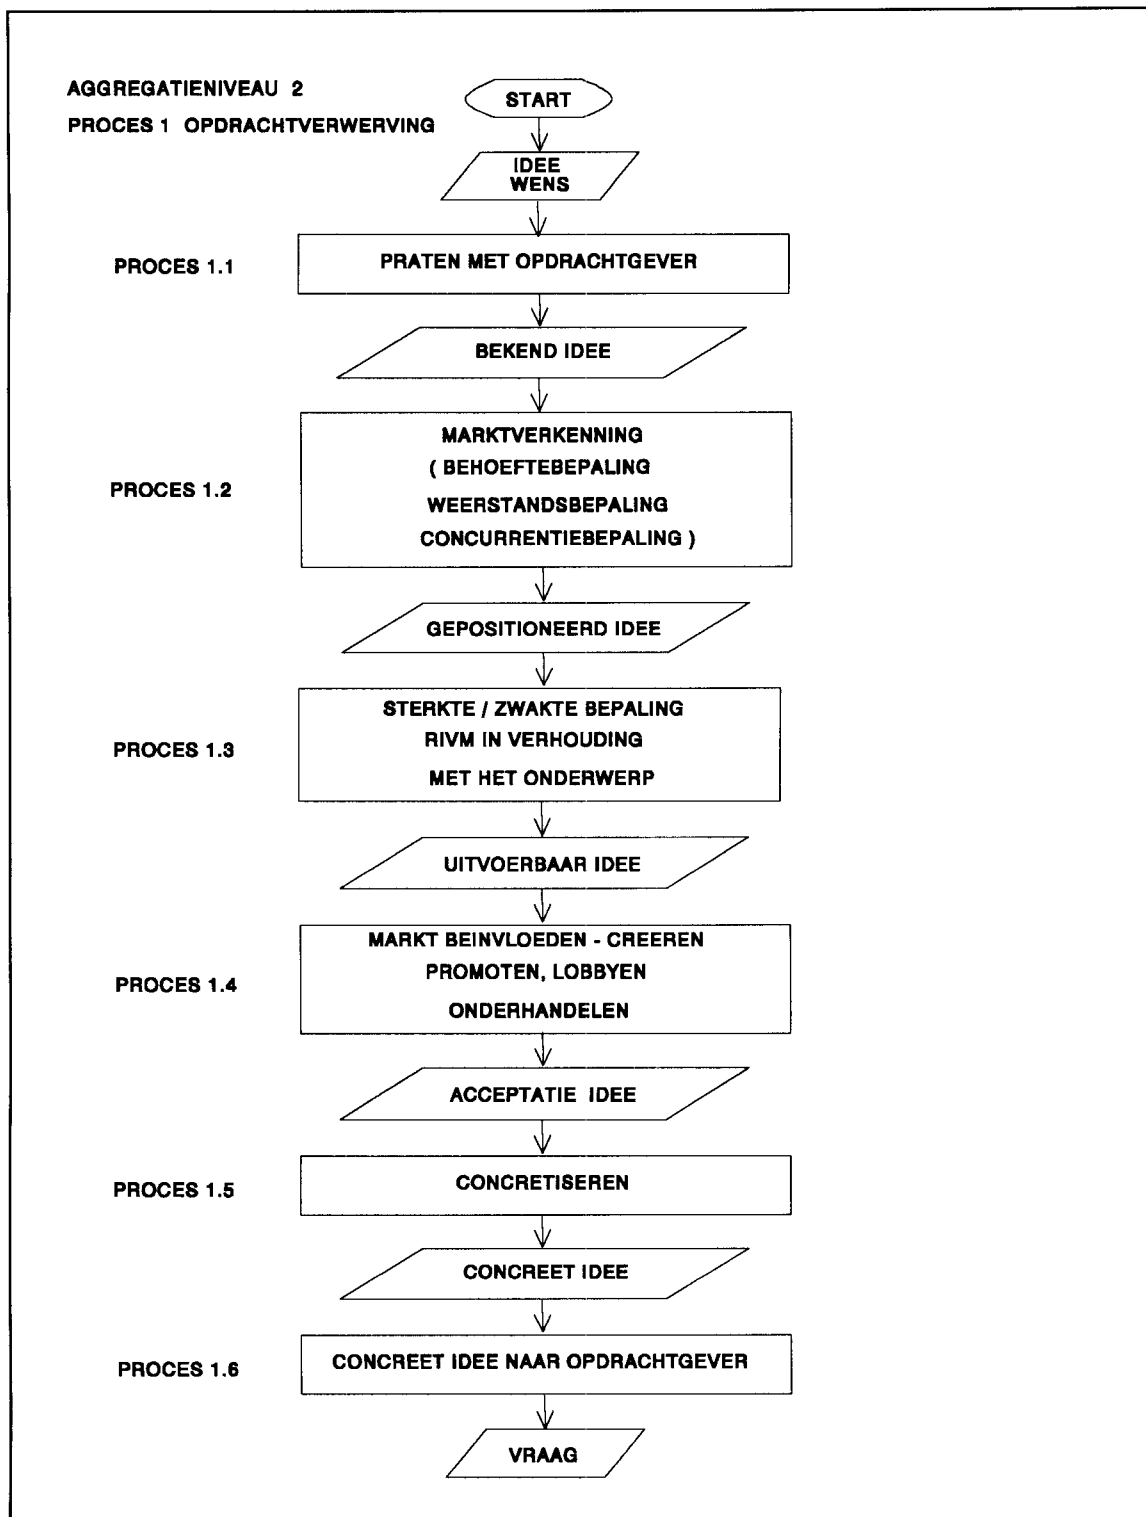 AGGREGATIENIVEAU 2
PROCES 1 OPDRACHTVERWERVING
START
IDEE
WENS
PROCES 1.1
PRATEN MET OPDRACHTGEVER
BEKEND IDEE
PROCES 1.2
MARKTVERKENNING
( BEHOEFTEBEPALING
WEERSTANDSBEPALING
CONCURRENTIEBEPALING )
GEPOSITIONEERD IDEE
PROCES 1.3
STERKTE / ZWAKTE BEPALING
RIVM IN VERHOUDING
MET HET ONDERWERP
UITVOERBAAR IDEE
PROCES 1.4
MARKT BEINVLOEDEN - CREEREN
PROMOTEN, LOBBYEN
ONDERHANDELEN
ACCEPTATIE IDEE
PROCES 1.5
CONCRETISEREN
CONCREET IDEE
PROCES 1.6
CONCREET IDEE NAAR OPDRACHTGEVER
VRAAG